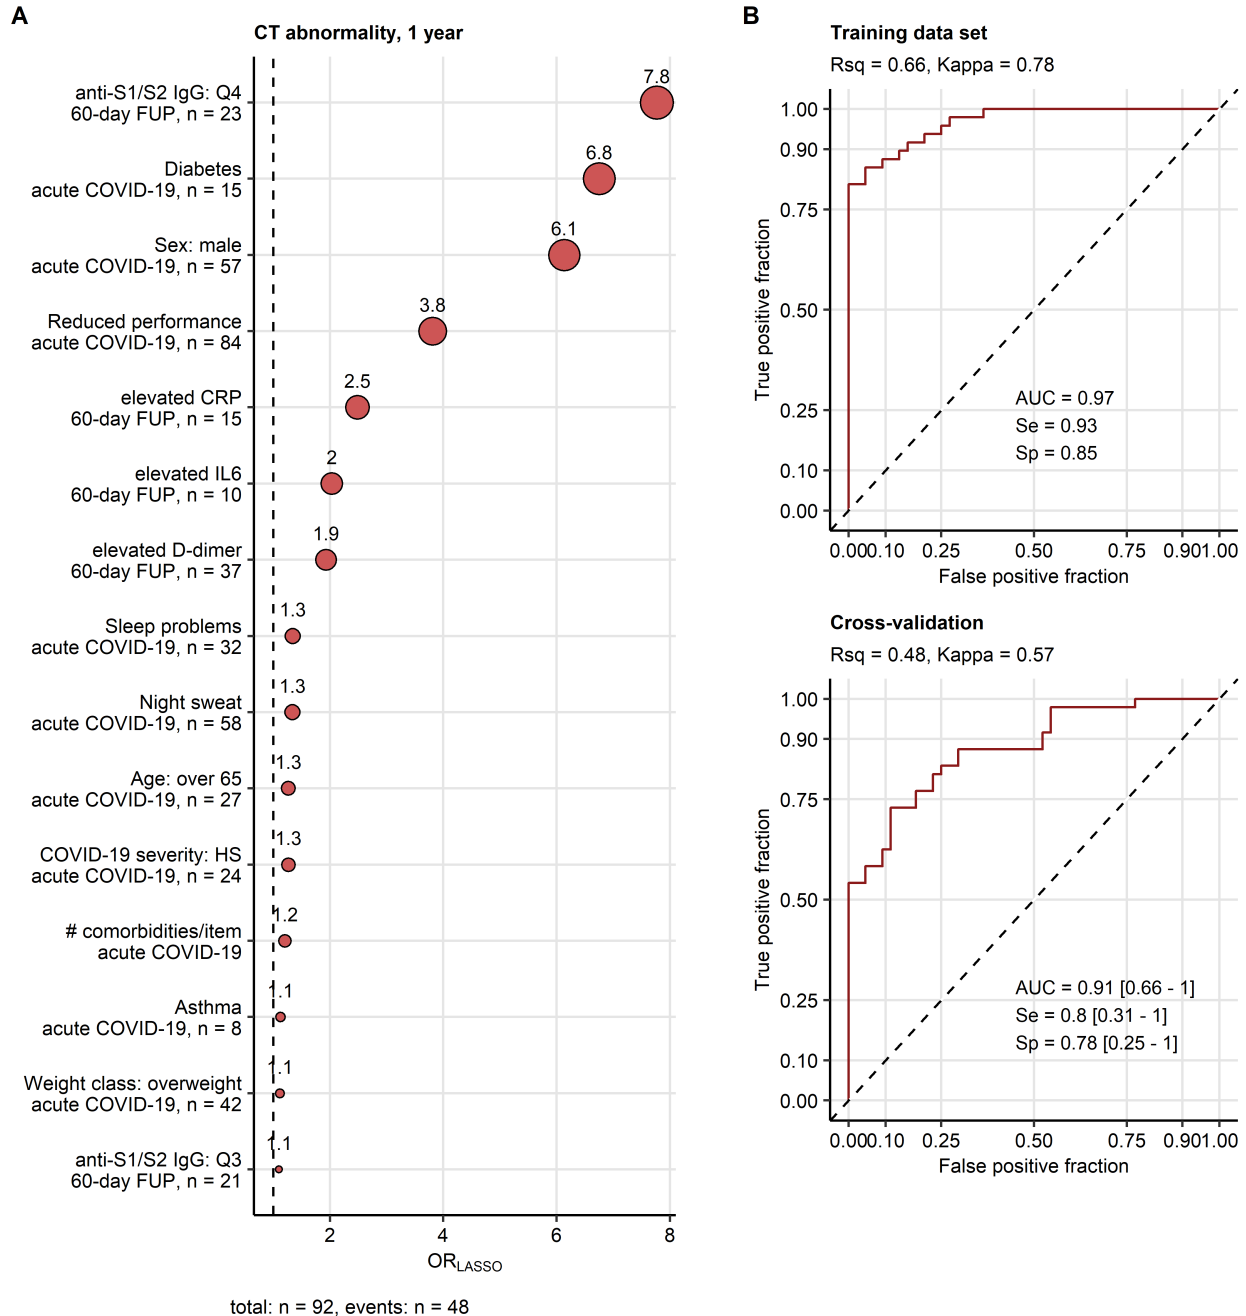 A
CT abnormality, 1 year
anti-S1/S2 IgG: Q4
60-day FUP, n = 23
7.8
Diabetes
acute COVID-19, n = 15
6.8
Sex: male
acute COVID-19, n = 57
6.1
Reduced performance
acute COVID-19, n = 84
3.8
elevated CRP
60-day FUP, n = 15
2.5
elevated IL6
60-day FUP, n = 10
2
elevated D-dimer
60-day FUP, n = 37
1.9
Sleep problems
acute COVID-19, n = 32
1.3
Night sweat
acute COVID-19, n = 58
1.3
Age: over 65
acute COVID-19, n = 27
1.3
COVID-19 severity: HS
acute COVID-19, n = 24
1.3
# comorbidities/item
acute COVID-19
1.2
Asthma
acute COVID-19, n = 8
1.1
Weight class: overweight
acute COVID-19, n = 42
1.1
anti-S1/S2 IgG: Q3
60-day FUP, n = 21
1.1
2 4 6 8
ORLASSO
total: n = 92, events: n = 48
B
Training data set
Rsq = 0.66, Kappa = 0.78
True positive fraction
1.00
0.90
0.75
0.50
0.25
0.10
0.00
AUC = 0.97
Se = 0.93
Sp = 0.85
0.00 0.10 0.25 0.50 0.75 0.90 1.00
False positive fraction
Cross-validation
Rsq = 0.48, Kappa = 0.57
True positive fraction
1.00
0.90
0.75
0.50
0.25
0.10
0.00
AUC = 0.91 [0.66 - 1]
Se = 0.8 [0.31 - 1]
Sp = 0.78 [0.25 - 1]
0.00 0.10 0.25 0.50 0.75 0.90 1.00
False positive fraction